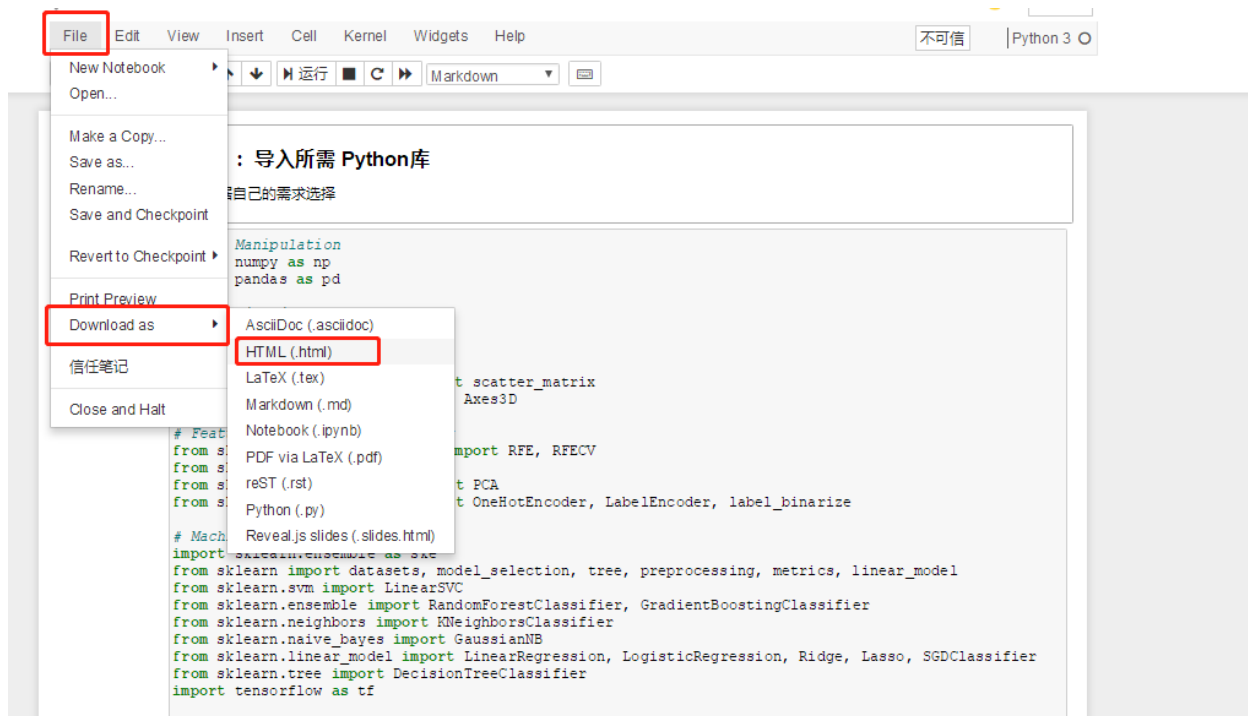 File Edit View Insert Cell Kernel Widgets Help 不可信 Python 3
运行 Markdown
New Notebook
Open...
Make a Copy...
Save as...
Rename...
Save and Checkpoint
Revert to Checkpoint
Print Preview
Download as
信任笔记
Close and Halt
AsciiDoc (.asciidoc)
HTML (.html)
LaTeX (.tex)
Markdown (.md)
Notebook (.ipynb)
PDF via LaTeX (.pdf)
reST (.rst)
Python (.py)
Reveal.js slides (.slides.html)
：导入所需 Python库
自己的需求选择
Manipulation
numpy as np
pandas as pd
scatter_matrix
Axes3D
# Feat
from s mport RFE, RFECV
from s
from s t PCA
from s t OneHotEncoder, LabelEncoder, label_binarize
# Mach
import sklearn.ensemble as ske
from sklearn import datasets, model_selection, tree, preprocessing, metrics, linear_model
from sklearn.svm import LinearSVC
from sklearn.ensemble import RandomForestClassifier, GradientBoostingClassifier
from sklearn.neighbors import KNeighborsClassifier
from sklearn.naive_bayes import GaussianNB
from sklearn.linear_model import LinearRegression, LogisticRegression, Ridge, Lasso, SGDClassifier
from sklearn.tree import DecisionTreeClassifier
import tensorflow as tf